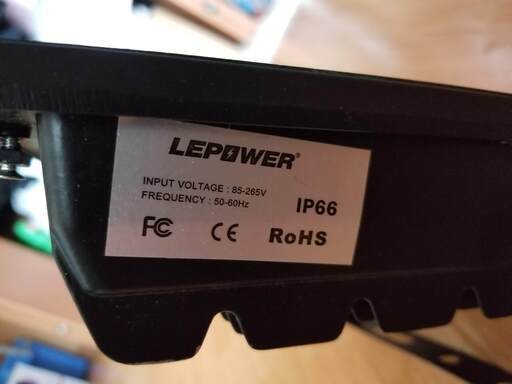 LEPOWER®
INPUT VOLTAGE : 85-265V
FREQUENCY : 50-60Hz
IP66
FC CE RoHS